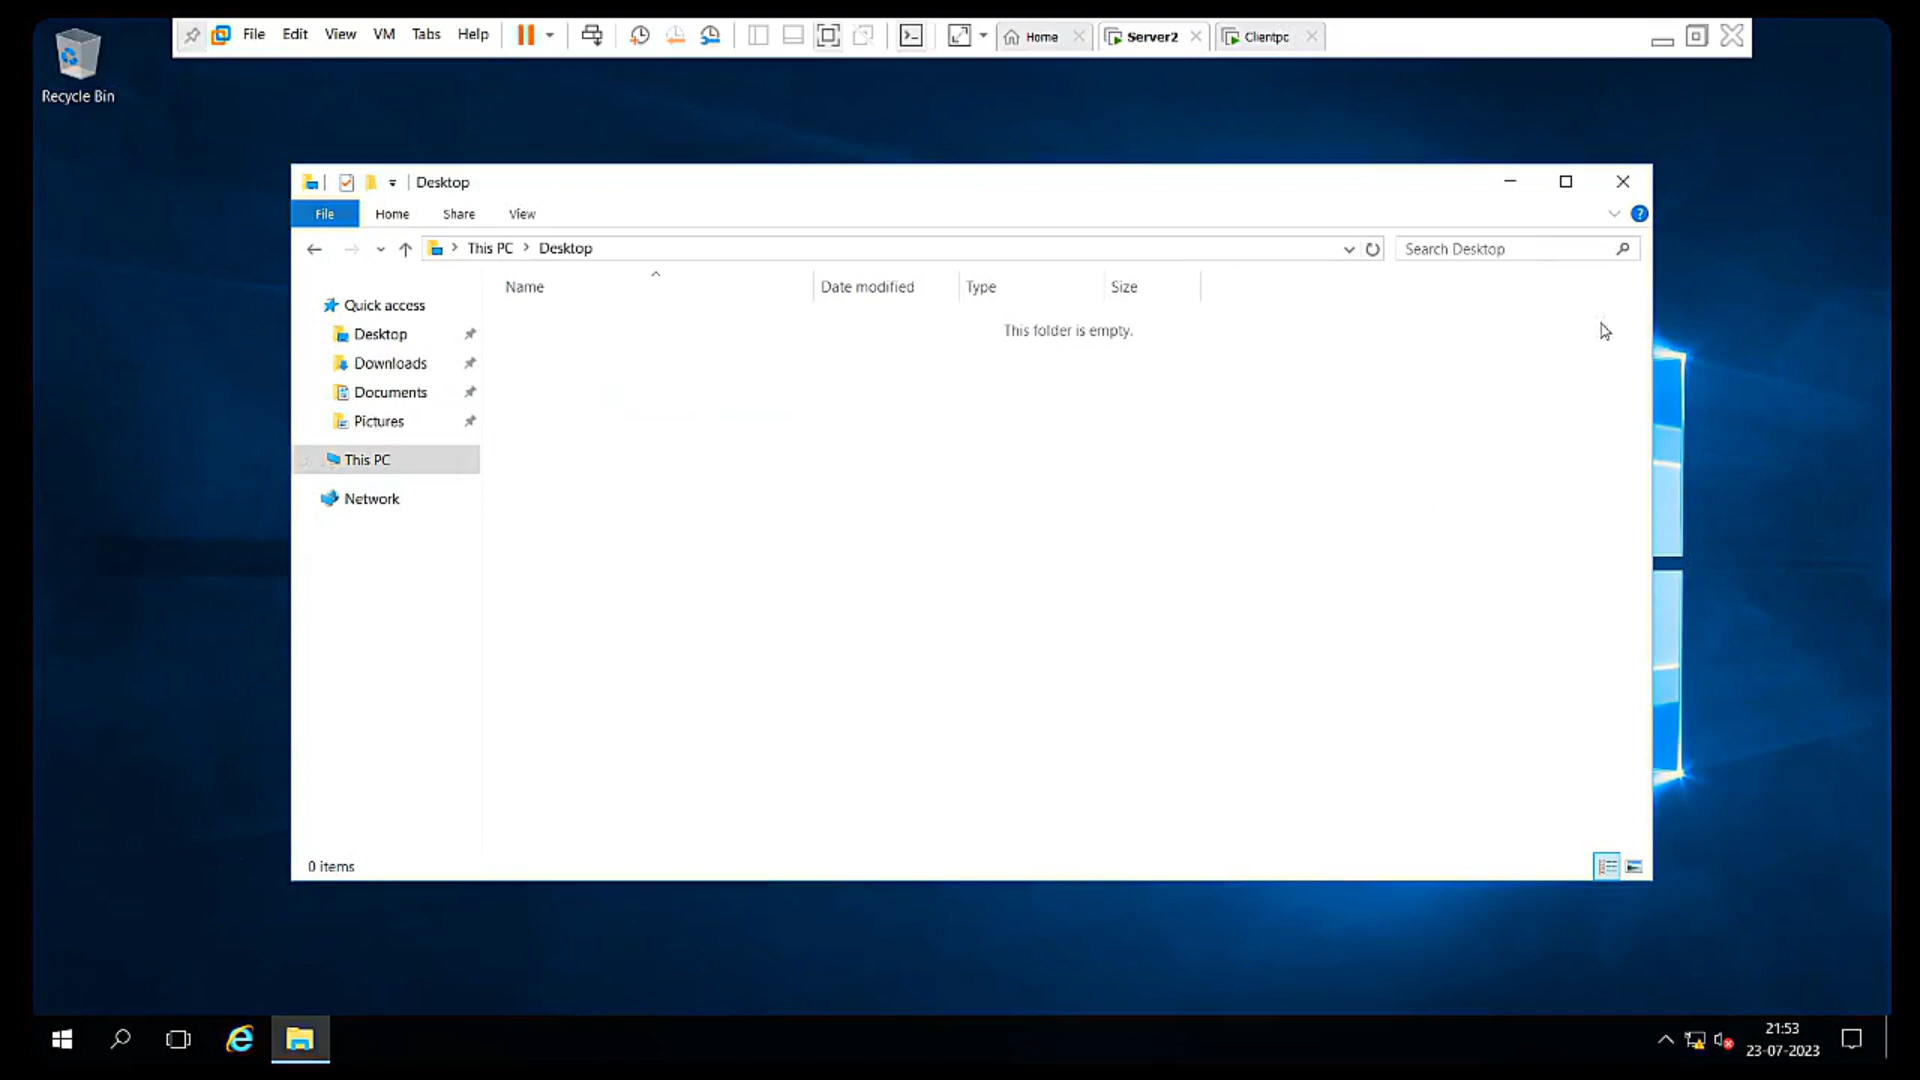 File Edit View VM Tabs Help Home Server2 Clientpc
Recycle Bin
Desktop
File Home Share View
This PC Desktop Search Desktop
Name Date modified Type Size
This folder is empty.
Quick access
Desktop
Downloads
Documents
Pictures
This PC
Network
0 items
21:53
23-07-2023